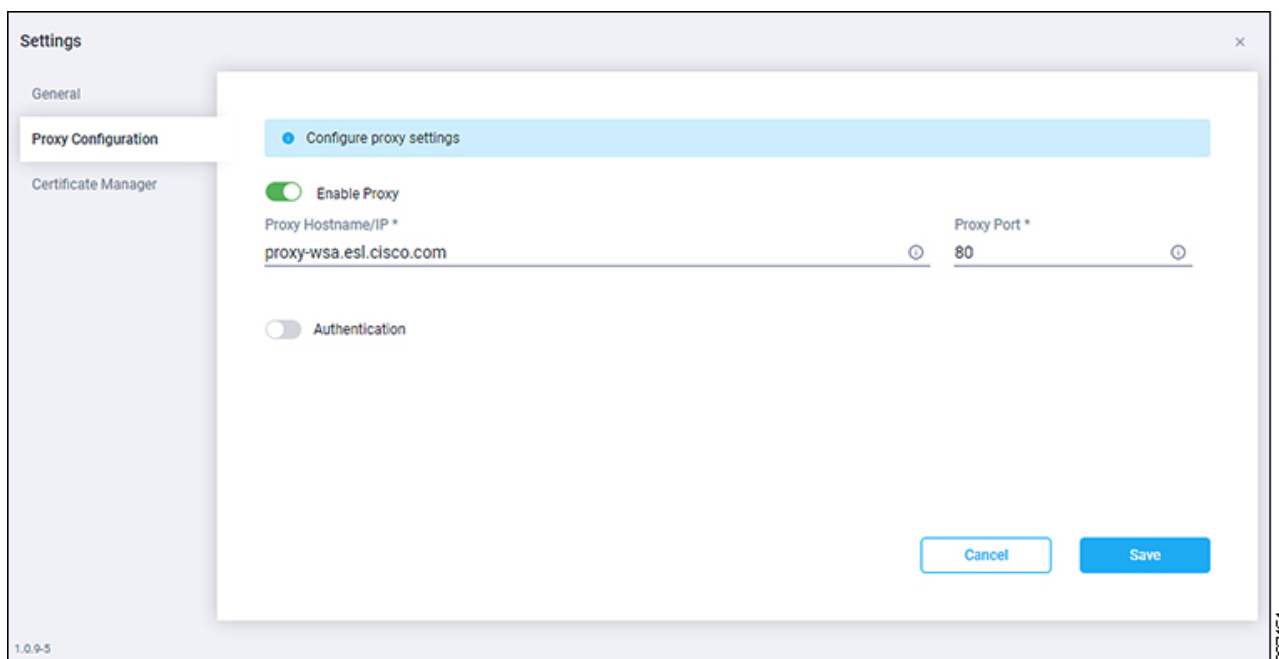 Settings
General
Proxy Configuration
Certificate Manager
Configure proxy settings
Enable Proxy
Proxy Hostname/IP *
proxy-wsa.esl.cisco.com
Proxy Port *
80
Authentication
Cancel
Save
1.0.9-5